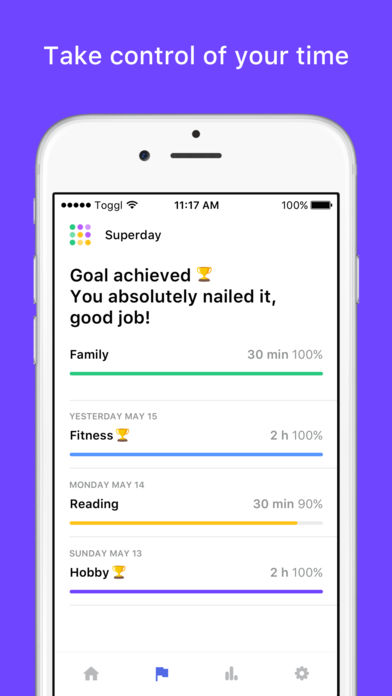 Take control of your time
Toggl 11:17 AM 100%
Superday
Goal achieved 🏆
You absolutely nailed it,
good job!
Family 30 min 100%
YESTERDAY MAY 15
Fitness🏆 2 h 100%
MONDAY MAY 14
Reading 30 min 90%
SUNDAY MAY 13
Hobby 🏆 2 h 100%